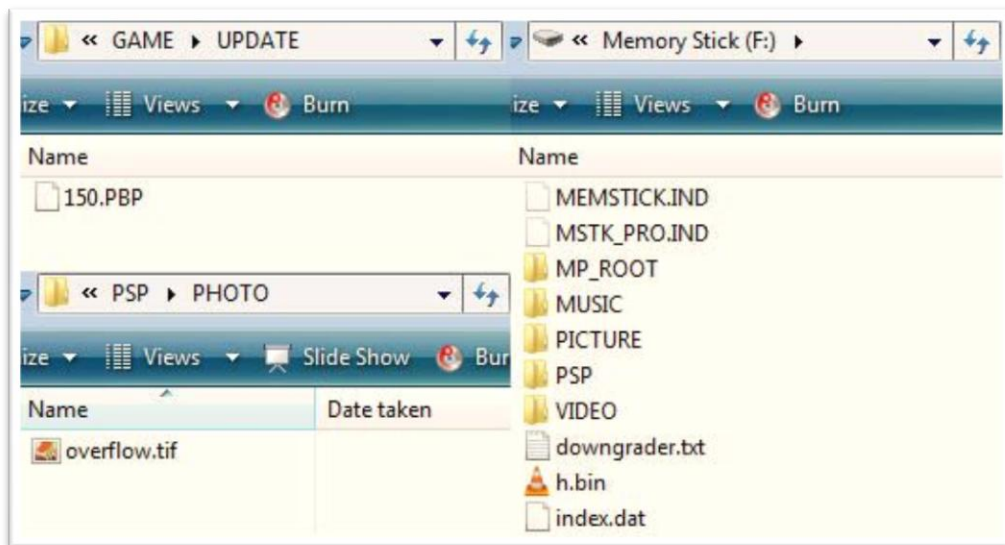 « GAME ▸ UPDATE
ize Views Burn
Name
150.PBP
« PSP ▸ PHOTO
ize Views Slide Show Bur
Name Date taken
overflow.tif
« Memory Stick (F:) ▸
ize Views Burn
Name
MEMSTICK.IND
MSTK_PRO.IND
MP_ROOT
MUSIC
PICTURE
PSP
VIDEO
downgrader.txt
h.bin
index.dat